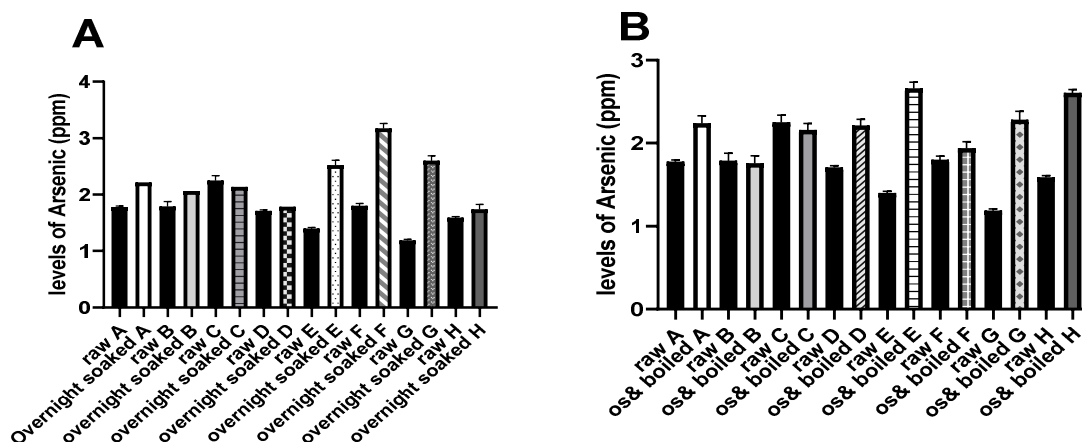 A
levels of Arsenic (ppm)
4
3
2
1
0
raw A
Overnight soaked A
raw B
overnight soaked B
raw C
overnight soaked C
raw D
overnight soaked D
raw E
overnight soaked E
raw F
overnight soaked F
raw G
overnight soaked G
raw H
overnight soaked H
B
levels of Arsenic (ppm)
3
2
1
0
raw A
os& boiled A
raw B
os& boiled B
raw C
os& boiled C
raw D
os& boiled D
raw E
os& boiled E
raw F
os& boiled F
raw G
os& boiled G
raw H
os& boiled H